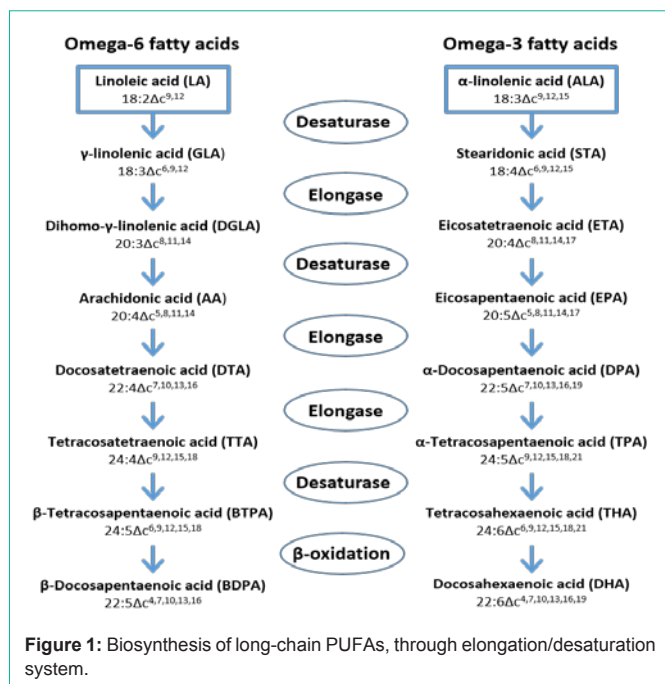 Omega-6 fatty acids
Linoleic acid (LA)
18:2Δc9,12
γ-linolenic acid (GLA)
18:3Δc6,9,12
Dihomo-γ-linolenic acid (DGLA)
20:3Δc8,11,14
Arachidonic acid (AA)
20:4Δc5,8,11,14
Docosatetraenoic acid (DTA)
22:4Δc7,10,13,16
Tetracosatetraenoic acid (TTA)
24:4Δc9,12,15,18
β-Tetracosapentaenoic acid (BTPA)
24:5Δc6,9,12,15,18
β-Docosapentaenoic acid (BDPA)
22:5Δc4,7,10,13,16
Desaturase
Elongase
Desaturase
Elongase
Elongase
Desaturase
β-oxidation
Omega-3 fatty acids
α-linolenic acid (ALA)
18:3Δc9,12,15
Stearidonic acid (STA)
18:4Δc6,9,12,15
Eicosatetraenoic acid (ETA)
20:4Δc8,11,14,17
Eicosapentaenoic acid (EPA)
20:5Δc5,8,11,14,17
α-Docosapentaenoic acid (DPA)
22:5Δc7,10,13,16,19
α-Tetracosapentaenoic acid (TPA)
24:5Δc9,12,15,18,21
Tetracosahexaenoic acid (THA)
24:6Δc6,9,12,15,18,21
Docosahexaenoic acid (DHA)
22:6Δc4,7,10,13,16,19
Figure 1: Biosynthesis of long-chain PUFAs, through elongation/desaturation
system.